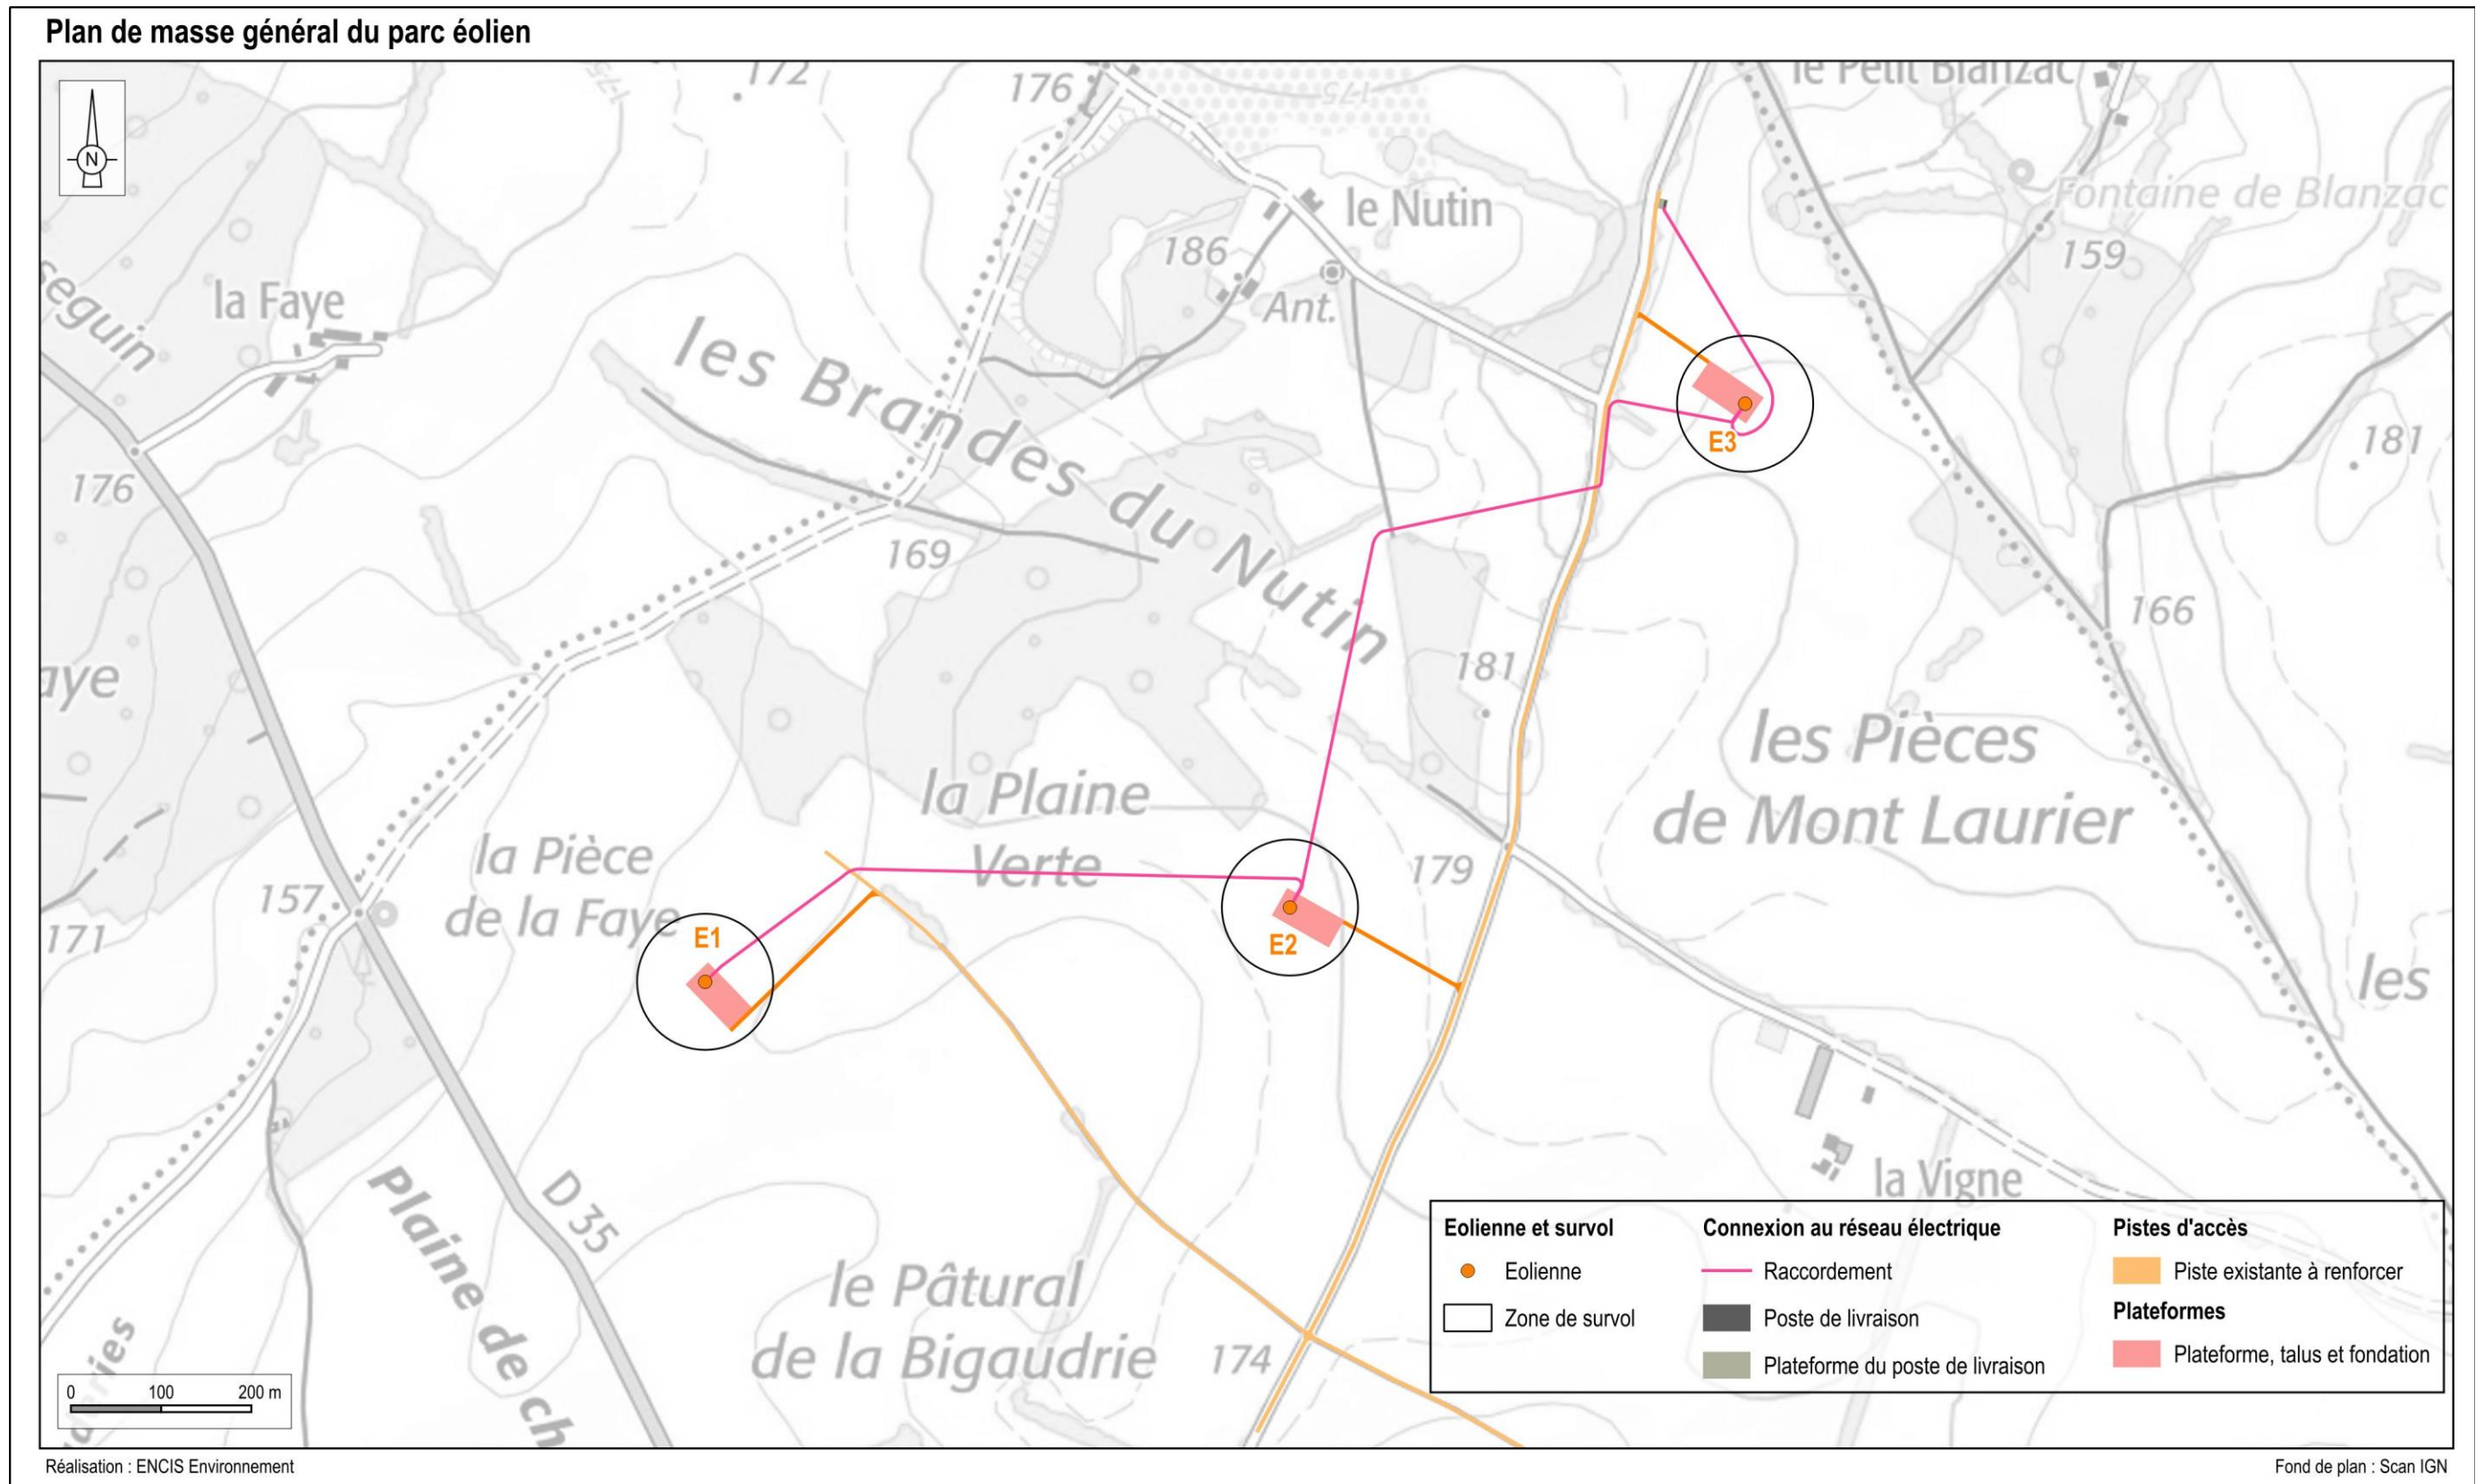 Plan de masse général du parc éolien
N
172
175
176
175
le Petit Blanzac
le Nutin
Fontaine de Blanzac
186
159
seguin
la Faye
Ant.
les Brandes du Nutin
E3
181
176
169
166
181
aye
les Pièces
de Mont Laurier
la Plaine
Verte
la Pièce
de la Faye
179
157
171
E1
E2
les
la Vigne
D 35
Plaine de ch
le Pâtural
de la Bigaudrie
174
Eolienne et survol
Eolienne
Zone de survol
Connexion au réseau électrique
Raccordement
Poste de livraison
Plateforme du poste de livraison
Pistes d'accès
Piste existante à renforcer
Plateformes
Plateforme, talus et fondation
0 100 200 m
Réalisation : ENCIS Environnement
Fond de plan : Scan IGN